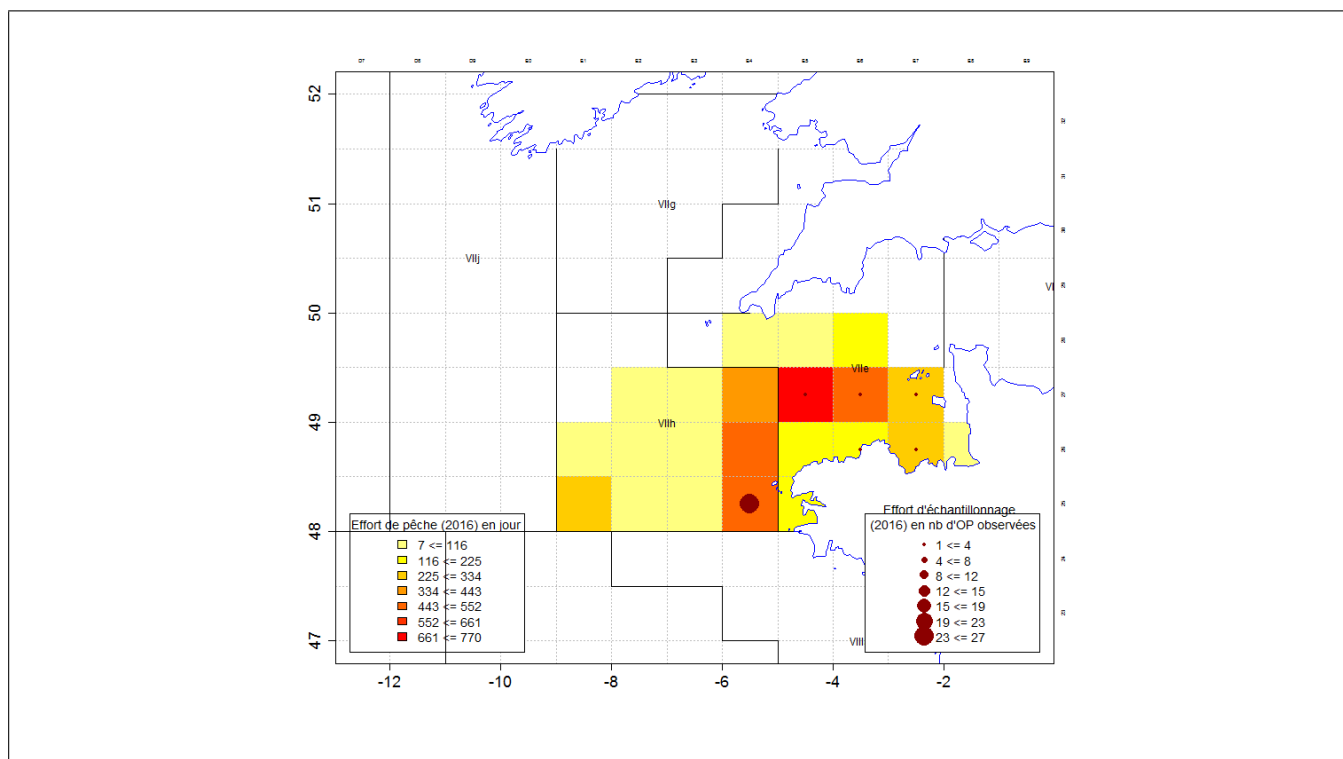 52
51
50
49
48
47
-12
-10
-8
-6
-4
-2
VIIg
VIIj
VIIe
VIIh
VIII
Effort de pêche (2016) en jour
7 <= 116
116 <= 225
225 <= 334
334 <= 443
443 <= 552
552 <= 661
661 <= 770
Effort d'échantillonnage
(2016) en nb d'OP observées
1 <= 4
4 <= 8
8 <= 12
12 <= 15
15 <= 19
19 <= 23
23 <= 27